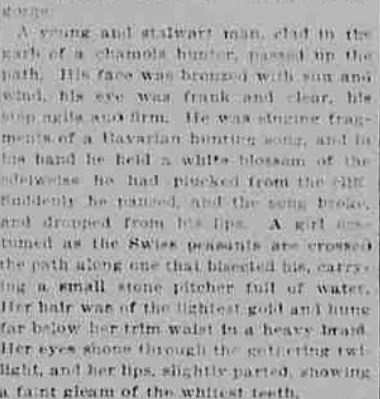 gorge.
A young and stalwart man, clad in the
garb of a chamois hunter, passed up the
path. His face was bronzed with sun and
wind, his eye was frank and clear, his
step agile and firm. He was singing frag-
ments of a Bavarian hunting song, and in
his hand he held a white blossom of the
edelweiss he had plucked from the cliff.
Suddenly he paused, and the song broke,
and dropped from his lips. A girl cos-
tumed as the Swiss peasants are crossed
the path along one that bisected his, carry-
ing a small stone pitcher full of water.
Her hair was of the lightest gold and hung
far below her trim waist in a heavy braid.
Her eyes shone through the gathering twi-
light, and her lips, slightly parted, showing
a faint gleam of the whitest teeth.